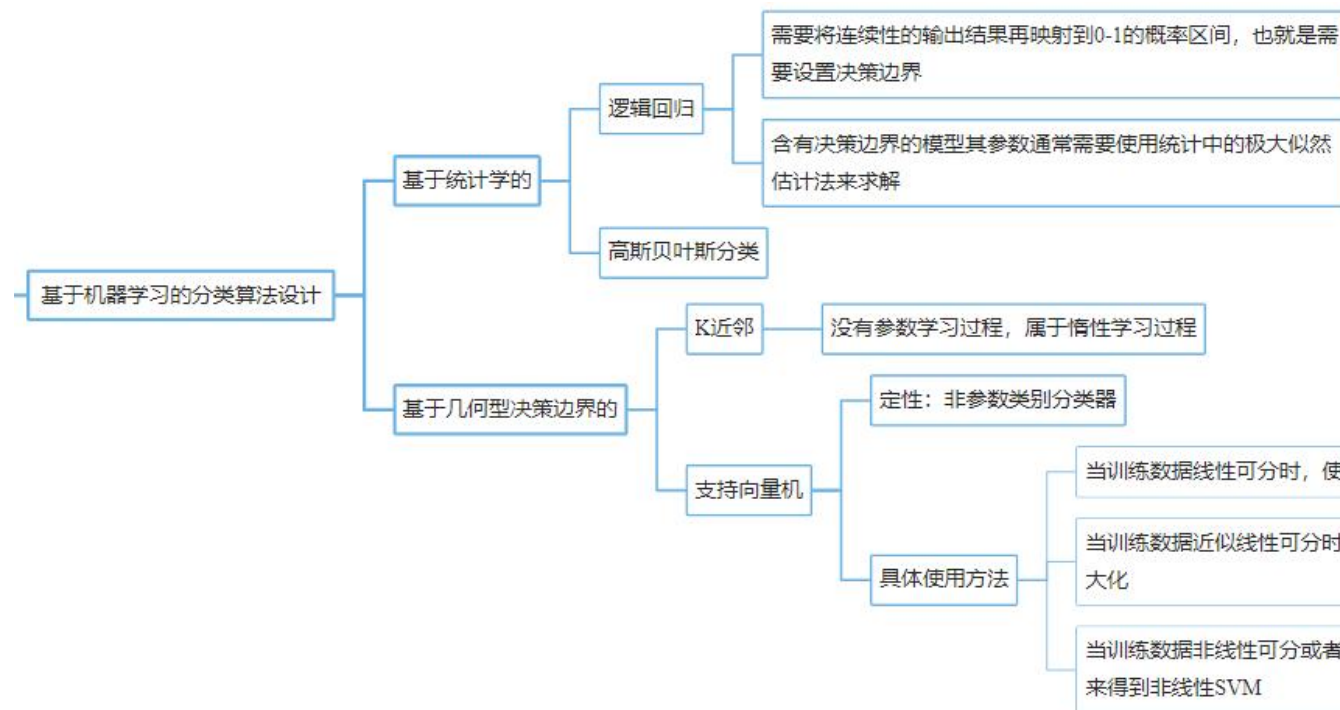 需要将连续性的输出结果再映射到0-1的概率区间，也就是需
要设置决策边界
逻辑回归
含有决策边界的模型其参数通常需要使用统计中的极大似然
估计法来求解
基于统计学的
高斯贝叶斯分类
基于机器学习的分类算法设计
K近邻
没有参数学习过程，属于惰性学习过程
基于几何型决策边界的
定性：非参数类别分类器
支持向量机
当训练数据线性可分时，使
当训练数据近似线性可分时
大化
具体使用方法
当训练数据非线性可分或者
来得到非线性SVM